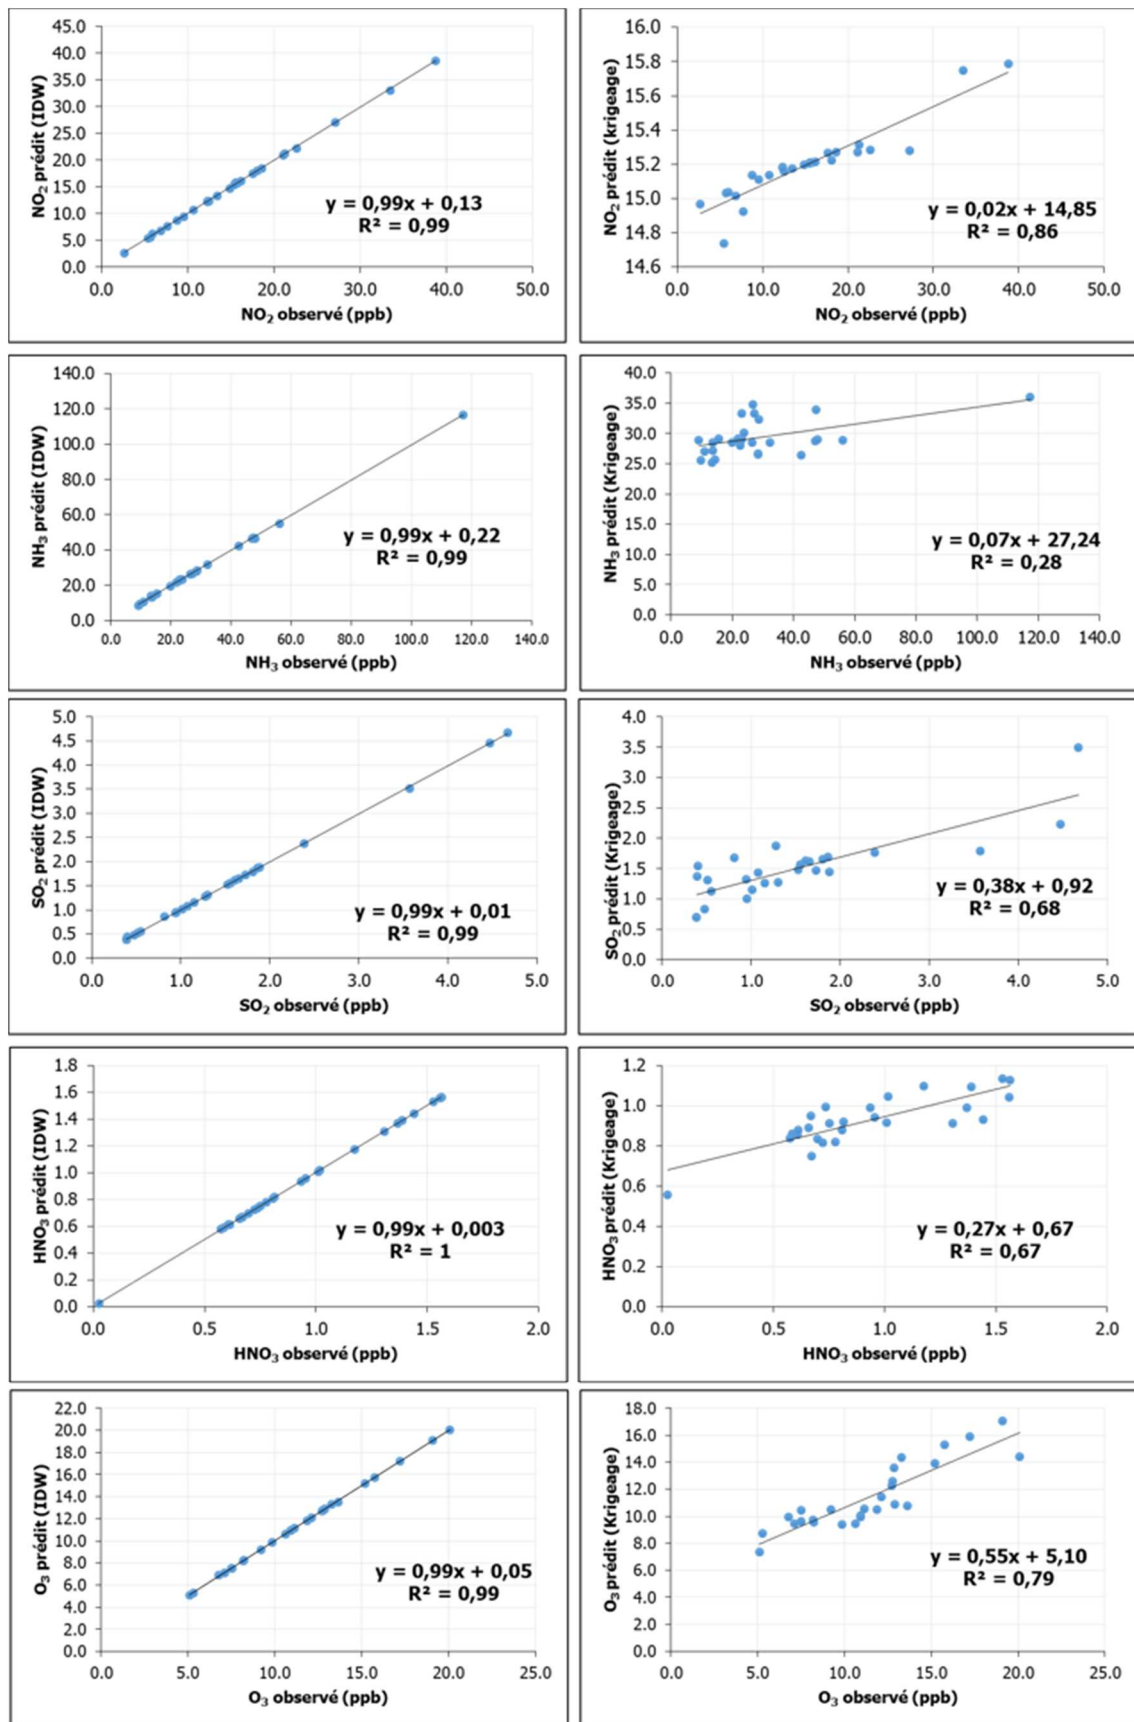 45.0
40.0
35.0
30.0
25.0
20.0
15.0
10.0
5.0
0.0
NO₂ prédit (IDW)
y = 0,99x + 0,13
R² = 0,99
0.0 10.0 20.0 30.0 40.0 50.0
NO₂ observé (ppb)
16.0
15.8
15.6
15.4
15.2
15.0
14.8
14.6
NO₂ prédit (krigeage)
y = 0,02x + 14,85
R² = 0,86
0.0 10.0 20.0 30.0 40.0 50.0
NO₂ observé (ppb)
140.0
120.0
100.0
80.0
60.0
40.0
20.0
0.0
NH₃ prédit (IDW)
y = 0,99x + 0,22
R² = 0,99
0.0 20.0 40.0 60.0 80.0 100.0 120.0 140.0
NH₃ observé (ppb)
40.0
35.0
30.0
25.0
20.0
15.0
10.0
5.0
0.0
NH₃ prédit (Krigeage)
y = 0,07x + 27,24
R² = 0,28
0.0 20.0 40.0 60.0 80.0 100.0 120.0 140.0
NH₃ observé (ppb)
5.0
4.5
4.0
3.5
3.0
2.5
2.0
1.5
1.0
0.5
0.0
SO₂ prédit (IDW)
y = 0,99x + 0,01
R² = 0,99
0.0 1.0 2.0 3.0 4.0 5.0
SO₂ observé (ppb)
4.0
3.5
3.0
2.5
2.0
1.5
1.0
0.5
0.0
SO₂ prédit (Krigeage)
y = 0,38x + 0,92
R² = 0,68
0.0 1.0 2.0 3.0 4.0 5.0
SO₂ observé (ppb)
1.8
1.6
1.4
1.2
1.0
0.8
0.6
0.4
0.2
0.0
HNO₃ prédit (IDW)
y = 0,99x + 0,003
R² = 1
0.0 0.5 1.0 1.5 2.0
HNO₃ observé (ppb)
1.2
1.0
0.8
0.6
0.4
0.2
0.0
HNO₃ prédit (Krigeage)
y = 0,27x + 0,67
R² = 0,67
0.0 0.5 1.0 1.5 2.0
HNO₃ observé (ppb)
22.0
20.0
18.0
16.0
14.0
12.0
10.0
8.0
6.0
4.0
2.0
0.0
O₃ prédit (IDW)
y = 0,99x + 0,05
R² = 0,99
0.0 5.0 10.0 15.0 20.0 25.0
O₃ observé (ppb)
18.0
16.0
14.0
12.0
10.0
8.0
6.0
4.0
2.0
0.0
O₃ prédit (Krigeage)
y = 0,55x + 5,10
R² = 0,79
0.0 5.0 10.0 15.0 20.0 25.0
O₃ observé (ppb)